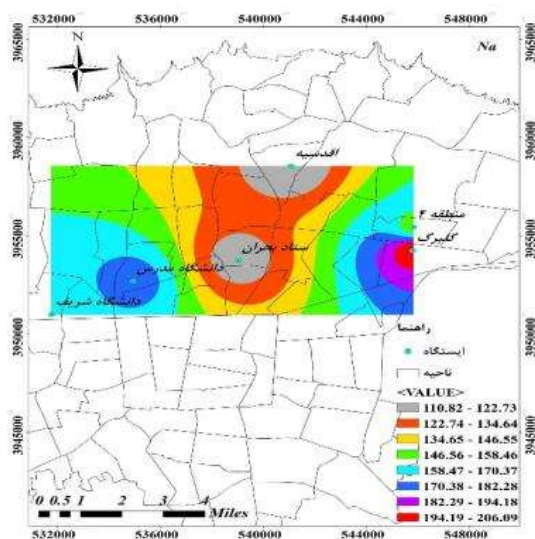 532000 536000 540000 544000 548000
3965000
3960000
3955000
3950000
3945000
N
Na
اقدسیه
منطقه ۴
گلبرگ
ستاد بحران
دانشگاه مدرس
دانشگاه شریف
راهنما
ایستگاه
ناحیه
<VALUE>
110.82 - 122.73
122.74 - 134.64
134.65 - 146.55
146.56 - 158.46
158.47 - 170.37
170.38 - 182.28
182.29 - 194.18
194.19 - 206.09
0 0.5 1 2 3 4
Miles
532000 536000 540000 544000 548000
3965000
3960000
3955000
3950000
3945000